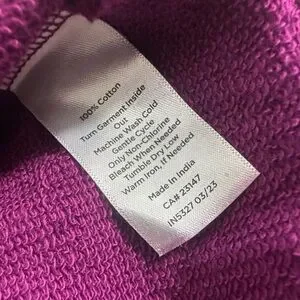 100% Cotton
Turn Garment Inside
Out
Machine Wash Cold
Gentle Cycle
Only Non-Chlorine
Bleach When Needed
Tumble Dry Low
Warm Iron, If Needed
Made In India
CA# 23147
IN5327 03/23